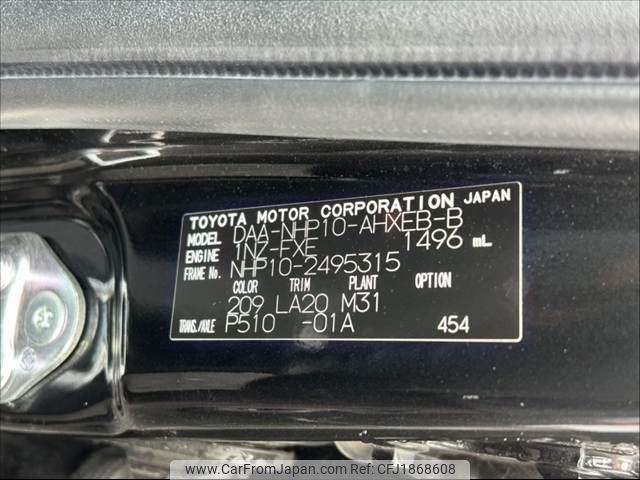 TOYOTA MOTOR CORPORATION JAPAN
MODEL DAA-NHP10-AHXEB-B
ENGINE 1NZ-FXE 1496 mL
FRAME No. NHP10-2495315
COLOR TRIM PLANT OPTION
209 LA20 M31
TRANS./AXLE P510 -01A 454
www.CarFromJapan.com | Ref. No: CFJ1868608